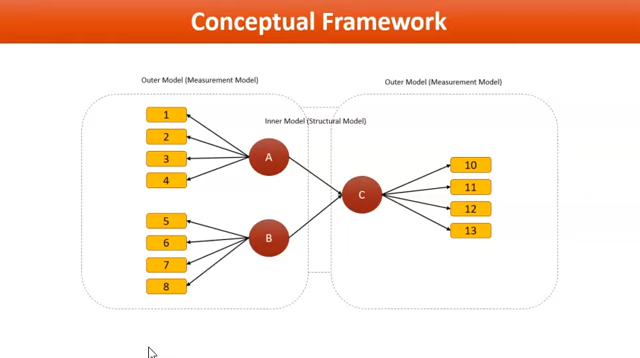 Conceptual Framework
Outer Model (Measurement Model)
Outer Model (Measurement Model)
Inner Model (Structural Model)
1
2
3
4
A
5
6
7
8
B
C
10
11
12
13